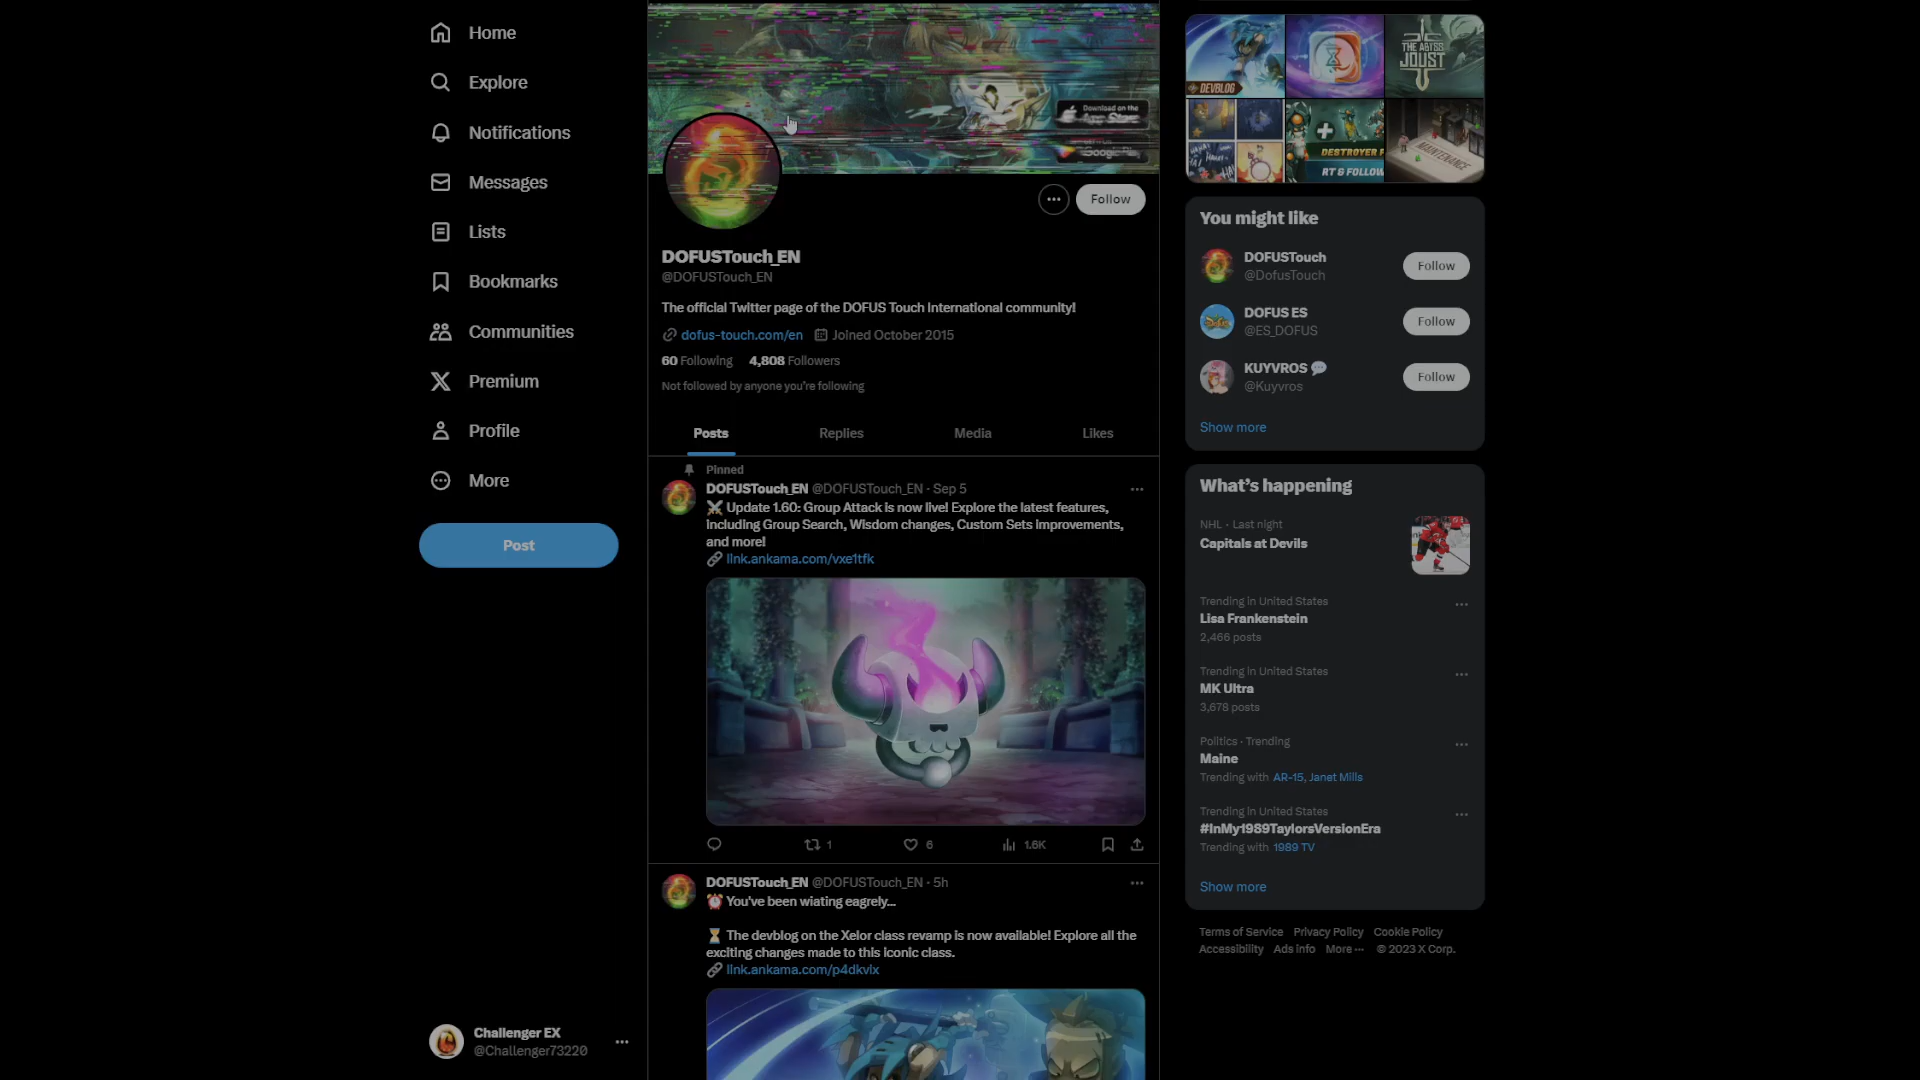 Home
Explore
Notifications
Messages
Lists
Bookmarks
Communities
Premium
Profile
More
Post
Challenger EX
@Challenger73220
Download on the
App Store
Google Play
Follow
DOFUSTouch_EN
@DOFUSTouch_EN
The official Twitter page of the DOFUS Touch International community!
dofus-touch.com/en Joined October 2015
60 Following 4,808 Followers
Not followed by anyone you're following
Posts Replies Media Likes
Pinned
DOFUSTouch_EN @DOFUSTouch_EN · Sep 5
⚔️ Update 1.60: Group Attack is now live! Explore the latest features,
including Group Search, Wisdom changes, Custom Sets improvements,
and more!
🔗 link.ankama.com/vxe1tfk
1 6 1.6K
DOFUSTouch_EN @DOFUSTouch_EN · 5h
⏰ You've been wiating eagrely...
⌛ The devblog on the Xelor class revamp is now available! Explore all the
exciting changes made to this iconic class.
🔗 link.ankama.com/p4dkvix
DEVBLOG
THE ABYSS
JOUST
DESTROYER
RT & FOLLOW
MAINTENANCE
You might like
DOFUSTouch
@DofusTouch
Follow
DOFUS ES
@ES_DOFUS
Follow
KUYVROS 💬
@Kuyvros
Follow
Show more
What's happening
NHL · Last night
Capitals at Devils
Trending in United States
Lisa Frankenstein
2,466 posts
Trending in United States
MK Ultra
3,678 posts
Politics · Trending
Maine
Trending with AR-15, Janet Mills
Trending in United States
#InMy1989TaylorsVersionEra
Trending with 1989 TV
Show more
Terms of Service Privacy Policy Cookie Policy
Accessibility Ads info More ··· © 2023 X Corp.